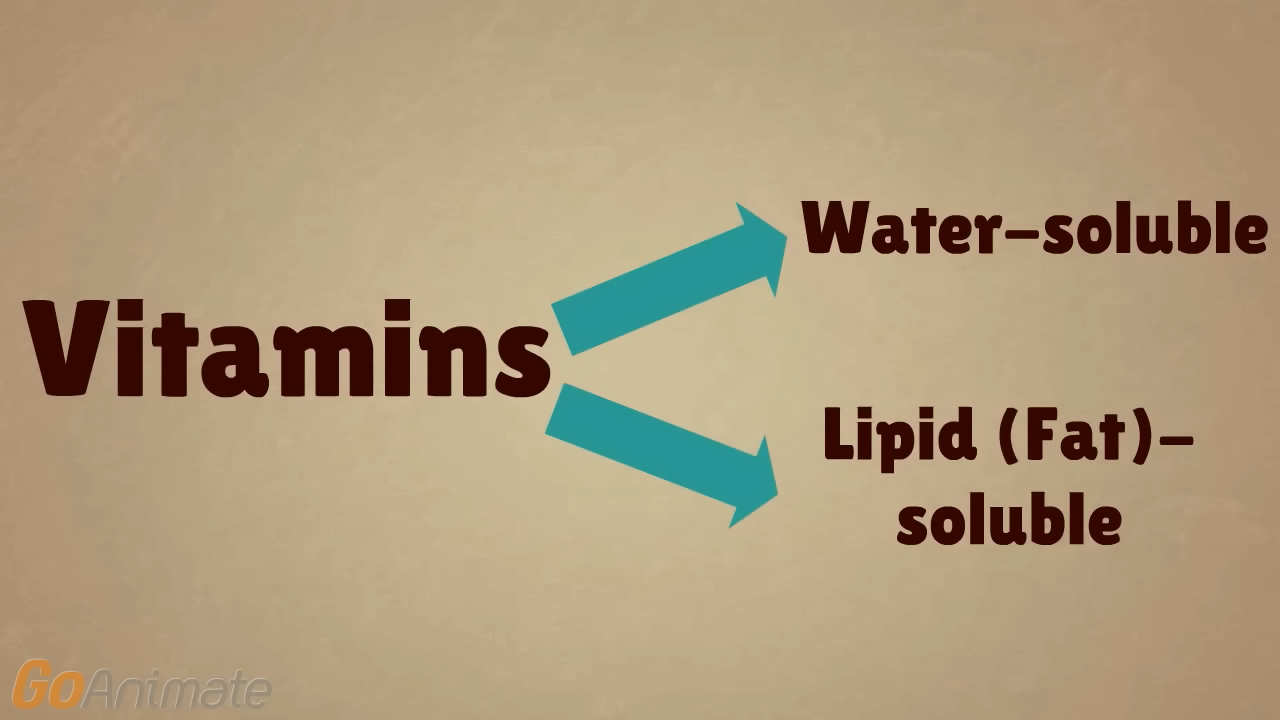 Vitamins
Water-soluble
Lipid (Fat)-
soluble
GoAnimate